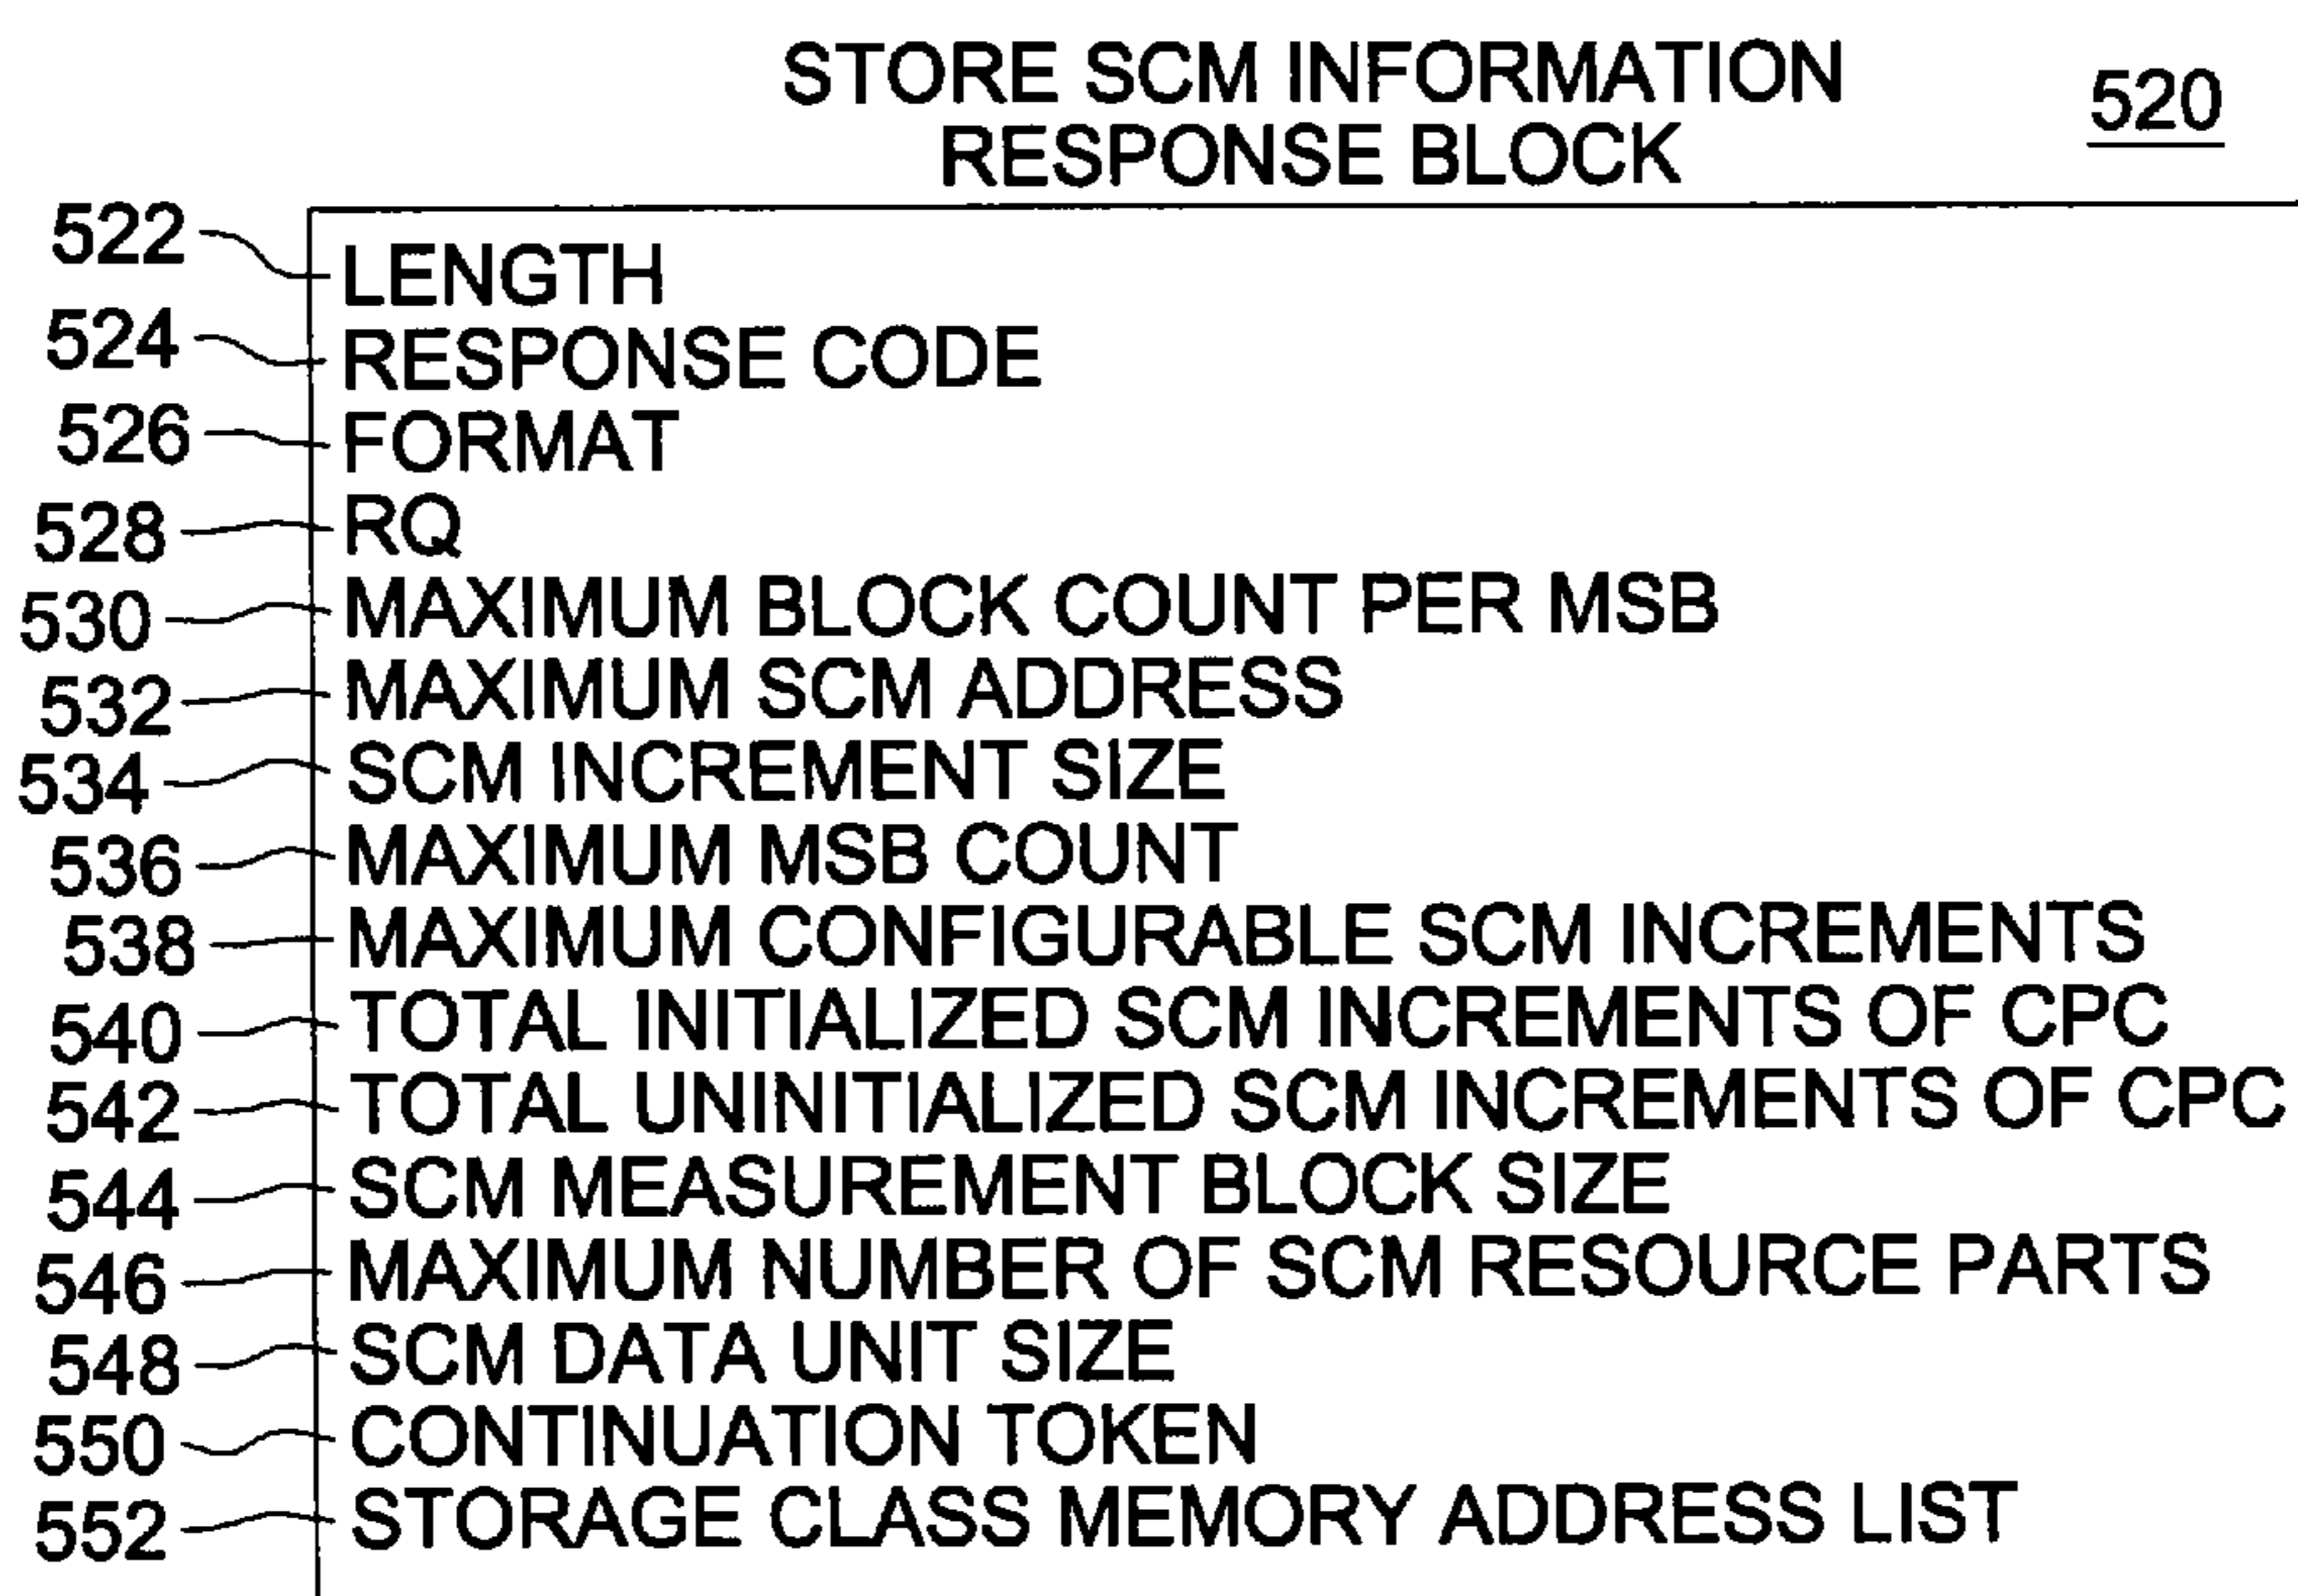 STORE SCM INFORMATION
RESPONSE BLOCK
520
522 LENGTH
524 RESPONSE CODE
526 FORMAT
528 RQ
530 MAXIMUM BLOCK COUNT PER MSB
532 MAXIMUM SCM ADDRESS
534 SCM INCREMENT SIZE
536 MAXIMUM MSB COUNT
538 MAXIMUM CONFIGURABLE SCM INCREMENTS
540 TOTAL INITIALIZED SCM INCREMENTS OF CPC
542 TOTAL UNINITIALIZED SCM INCREMENTS OF CPC
544 SCM MEASUREMENT BLOCK SIZE
546 MAXIMUM NUMBER OF SCM RESOURCE PARTS
548 SCM DATA UNIT SIZE
550 CONTINUATION TOKEN
552 STORAGE CLASS MEMORY ADDRESS LIST